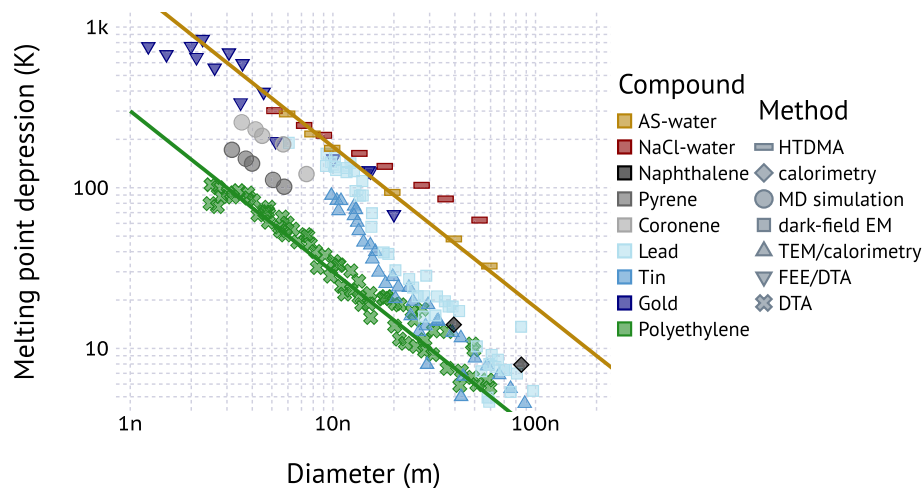 1k
100
10
1n
10n
100n
Melting point depression (K)
Diameter (m)
Compound
AS-water
NaCl-water
Naphthalene
Pyrene
Coronene
Lead
Tin
Gold
Polyethylene
Method
HTDMA
calorimetry
MD simulation
dark-field EM
TEM/calorimetry
FEE/DTA
DTA